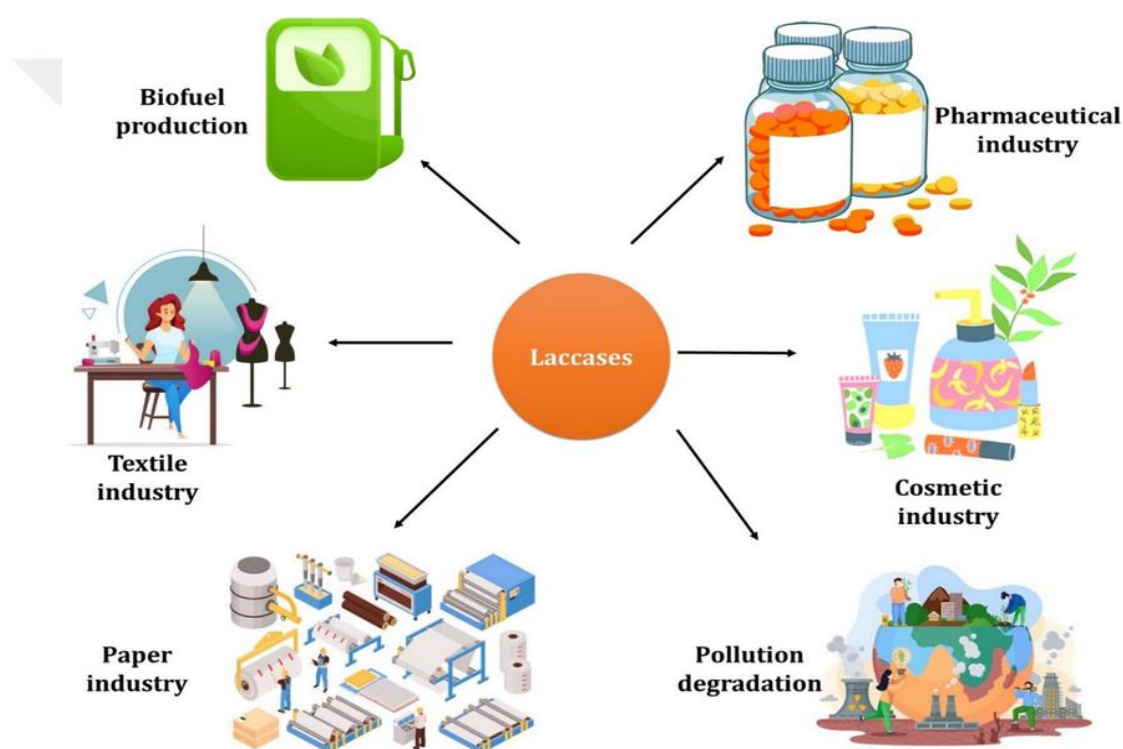 Biofuel
production
Pharmaceutical
industry
Laccases
Textile
industry
Cosmetic
industry
Paper
industry
Pollution
degradation